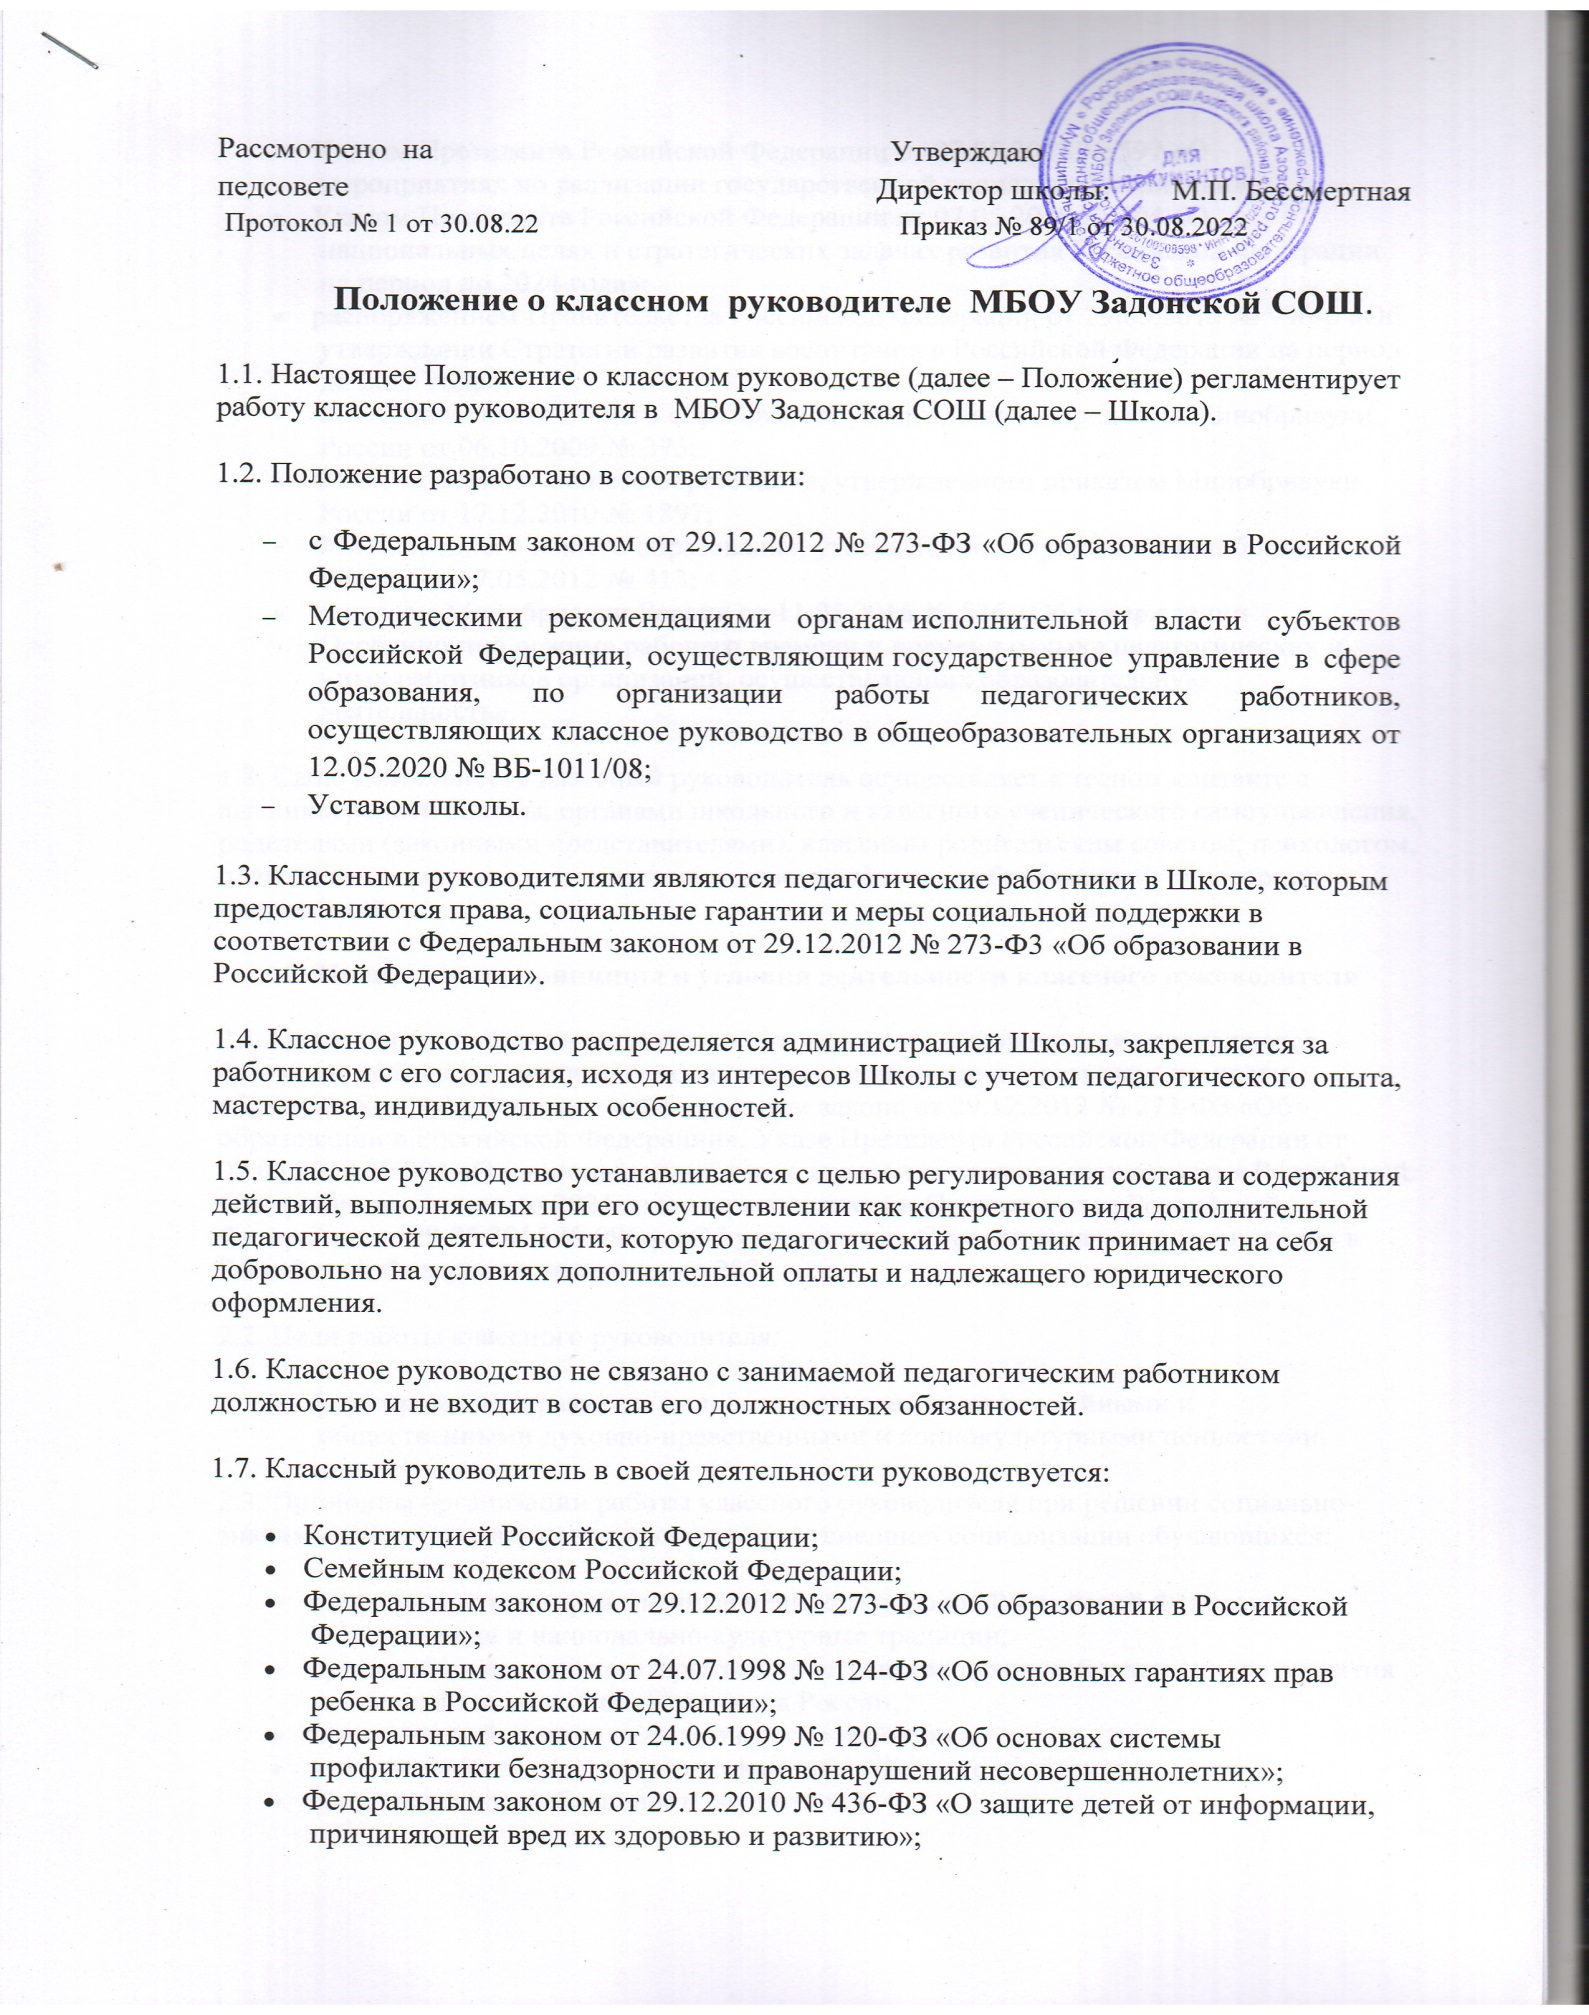 Рассмотрено на
педсовете
Протокол № 1 от 30.08.22
Утверждаю
Директор школы: М.П. Бессмертная
Приказ № 89/1 от 30.08.2022
ДЛЯ
ДОКУМЕНТОВ
Положение о классном руководителе МБОУ Задонской СОШ.
1.1. Настоящее Положение о классном руководстве (далее – Положение) регламентирует
работу классного руководителя в МБОУ Задонская СОШ (далее – Школа).
1.2. Положение разработано в соответствии:
– с Федеральным законом от 29.12.2012 № 273-ФЗ «Об образовании в Российской
Федерации»;
– Методическими рекомендациями органам исполнительной власти субъектов
Российской Федерации, осуществляющим государственное управление в сфере
образования, по организации работы педагогических работников,
осуществляющих классное руководство в общеобразовательных организациях от
12.05.2020 № ВБ-1011/08;
– Уставом школы.
1.3. Классными руководителями являются педагогические работники в Школе, которым
предоставляются права, социальные гарантии и меры социальной поддержки в
соответствии с Федеральным законом от 29.12.2012 № 273-ФЗ «Об образовании в
Российской Федерации».
1.4. Классное руководство распределяется администрацией Школы, закрепляется за
работником с его согласия, исходя из интересов Школы с учетом педагогического опыта,
мастерства, индивидуальных особенностей.
1.5. Классное руководство устанавливается с целью регулирования состава и содержания
действий, выполняемых при его осуществлении как конкретного вида дополнительной
педагогической деятельности, которую педагогический работник принимает на себя
добровольно на условиях дополнительной оплаты и надлежащего юридического
оформления.
1.6. Классное руководство не связано с занимаемой педагогическим работником
должностью и не входит в состав его должностных обязанностей.
1.7. Классный руководитель в своей деятельности руководствуется:
• Конституцией Российской Федерации;
• Семейным кодексом Российской Федерации;
• Федеральным законом от 29.12.2012 № 273-ФЗ «Об образовании в Российской
Федерации»;
• Федеральным законом от 24.07.1998 № 124-ФЗ «Об основных гарантиях прав
ребенка в Российской Федерации»;
• Федеральным законом от 24.06.1999 № 120-ФЗ «Об основах системы
профилактики безнадзорности и правонарушений несовершеннолетних»;
• Федеральным законом от 29.12.2010 № 436-ФЗ «О защите детей от информации,
причиняющей вред их здоровью и развитию»;